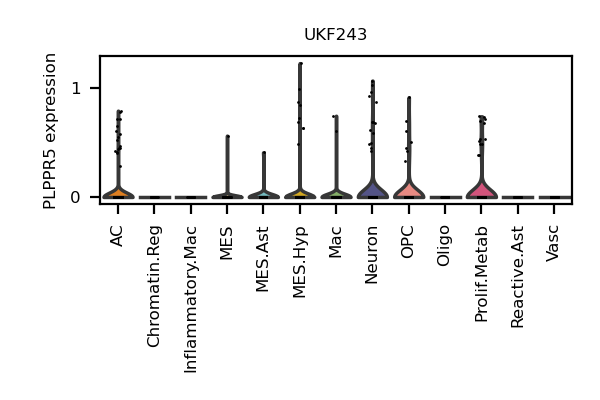 UKF243
PLPPR5 expression
1
0
AC
Chromatin.Reg
Inflammatory.Mac
MES
MES.Ast
MES.Hyp
Mac
Neuron
OPC
Oligo
Prolif.Metab
Reactive.Ast
Vasc